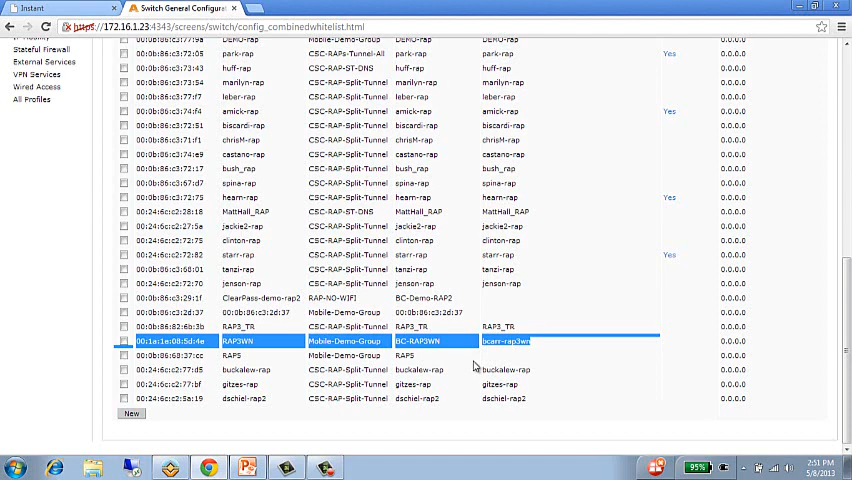 Instant
Switch General Configurat
https://172.16.1.23:4343/screens/switch/config_combinedwhitelist.html
Stateful Firewall
External Services
VPN Services
Wired Access
All Profiles
00:0b:86:c3:72:05 park-rap CSC-RAPs-Tunnel-All park-rap Yes 0.0.0.0
00:0b:86:c3:73:43 huff-rap CSC-RAP-ST-DNS huff-rap huff-rap 0.0.0.0
00:0b:86:c3:73:54 marilyn-rap CSC-RAP-Split-Tunnel marilyn-rap marilyn-rap 0.0.0.0
00:0b:86:c3:77:f7 leber-rap CSC-RAP-Split-Tunnel leber-rap leber-rap 0.0.0.0
00:0b:86:c3:74:f4 amick-rap CSC-RAP-Split-Tunnel amick-rap amick-rap Yes 0.0.0.0
00:0b:86:c3:72:51 biscardi-rap CSC-RAP-Split-Tunnel biscardi-rap biscardi-rap 0.0.0.0
00:0b:86:c3:71:f1 chrisM-rap CSC-RAP-Split-Tunnel chrisM-rap chrisM-rap 0.0.0.0
00:0b:86:c3:74:e9 castano-rap CSC-RAP-Split-Tunnel castano-rap castano-rap 0.0.0.0
00:0b:86:c3:72:17 bush_rap CSC-RAP-Split-Tunnel bush_rap bush-rap 0.0.0.0
00:0b:86:c3:67:d7 spina-rap CSC-RAP-Split-Tunnel spina-rap spina-rap 0.0.0.0
00:0b:86:c3:72:75 hearn-rap CSC-RAP-Split-Tunnel hearn-rap hearn-rap Yes 0.0.0.0
00:24:6c:c2:28:18 MattHall_RAP CSC-RAP-ST-DNS MattHall_RAP MattHall_RAP 0.0.0.0
00:24:6c:c2:27:5a jackie2-rap CSC-RAP-Split-Tunnel jackie2-rap jackie2-rap 0.0.0.0
00:24:6c:c2:72:75 clinton-rap CSC-RAP-Split-Tunnel clinton-rap clinton-rap 0.0.0.0
00:24:6c:c2:72:82 starr-rap CSC-RAP-Split-Tunnel starr-rap starr-rap Yes 0.0.0.0
00:0b:86:c3:68:01 tanzi-rap CSC-RAP-Split-Tunnel tanzi-rap tanzi-rap 0.0.0.0
00:24:6c:c2:72:70 jenson-rap CSC-RAP-Split-Tunnel jenson-rap jenson-rap 0.0.0.0
00:0b:86:c3:29:1f ClearPass-demo-rap2 RAP-NO-WIFI BC-Demo-RAP2 0.0.0.0
00:0b:86:c3:2d:37 00:0b:86:c3:2d:37 Mobile-Demo-Group 00:0b:86:c3:2d:37 0.0.0.0
00:0b:86:82:6b:3b RAP3_TR CSC-RAP-Split-Tunnel RAP3_TR RAP3_TR 0.0.0.0
00:1a:1e:08:5d:4e RAP3WN Mobile-Demo-Group BC-RAP3WN bcarr-rap3wn 0.0.0.0
00:0b:86:68:37:cc RAP5 Mobile-Demo-Group RAP5 0.0.0.0
00:24:6c:c2:77:d5 buckalew-rap CSC-RAP-Split-Tunnel buckalew-rap buckalew-rap 0.0.0.0
00:24:6c:c2:77:bf gitzes-rap CSC-RAP-Split-Tunnel gitzes-rap gitzes-rap 0.0.0.0
00:24:6c:c2:5a:19 dschiel-rap2 CSC-RAP-Split-Tunnel dschiel-rap2 dschiel-rap2 0.0.0.0
New
95%
2:51 PM
5/8/2013